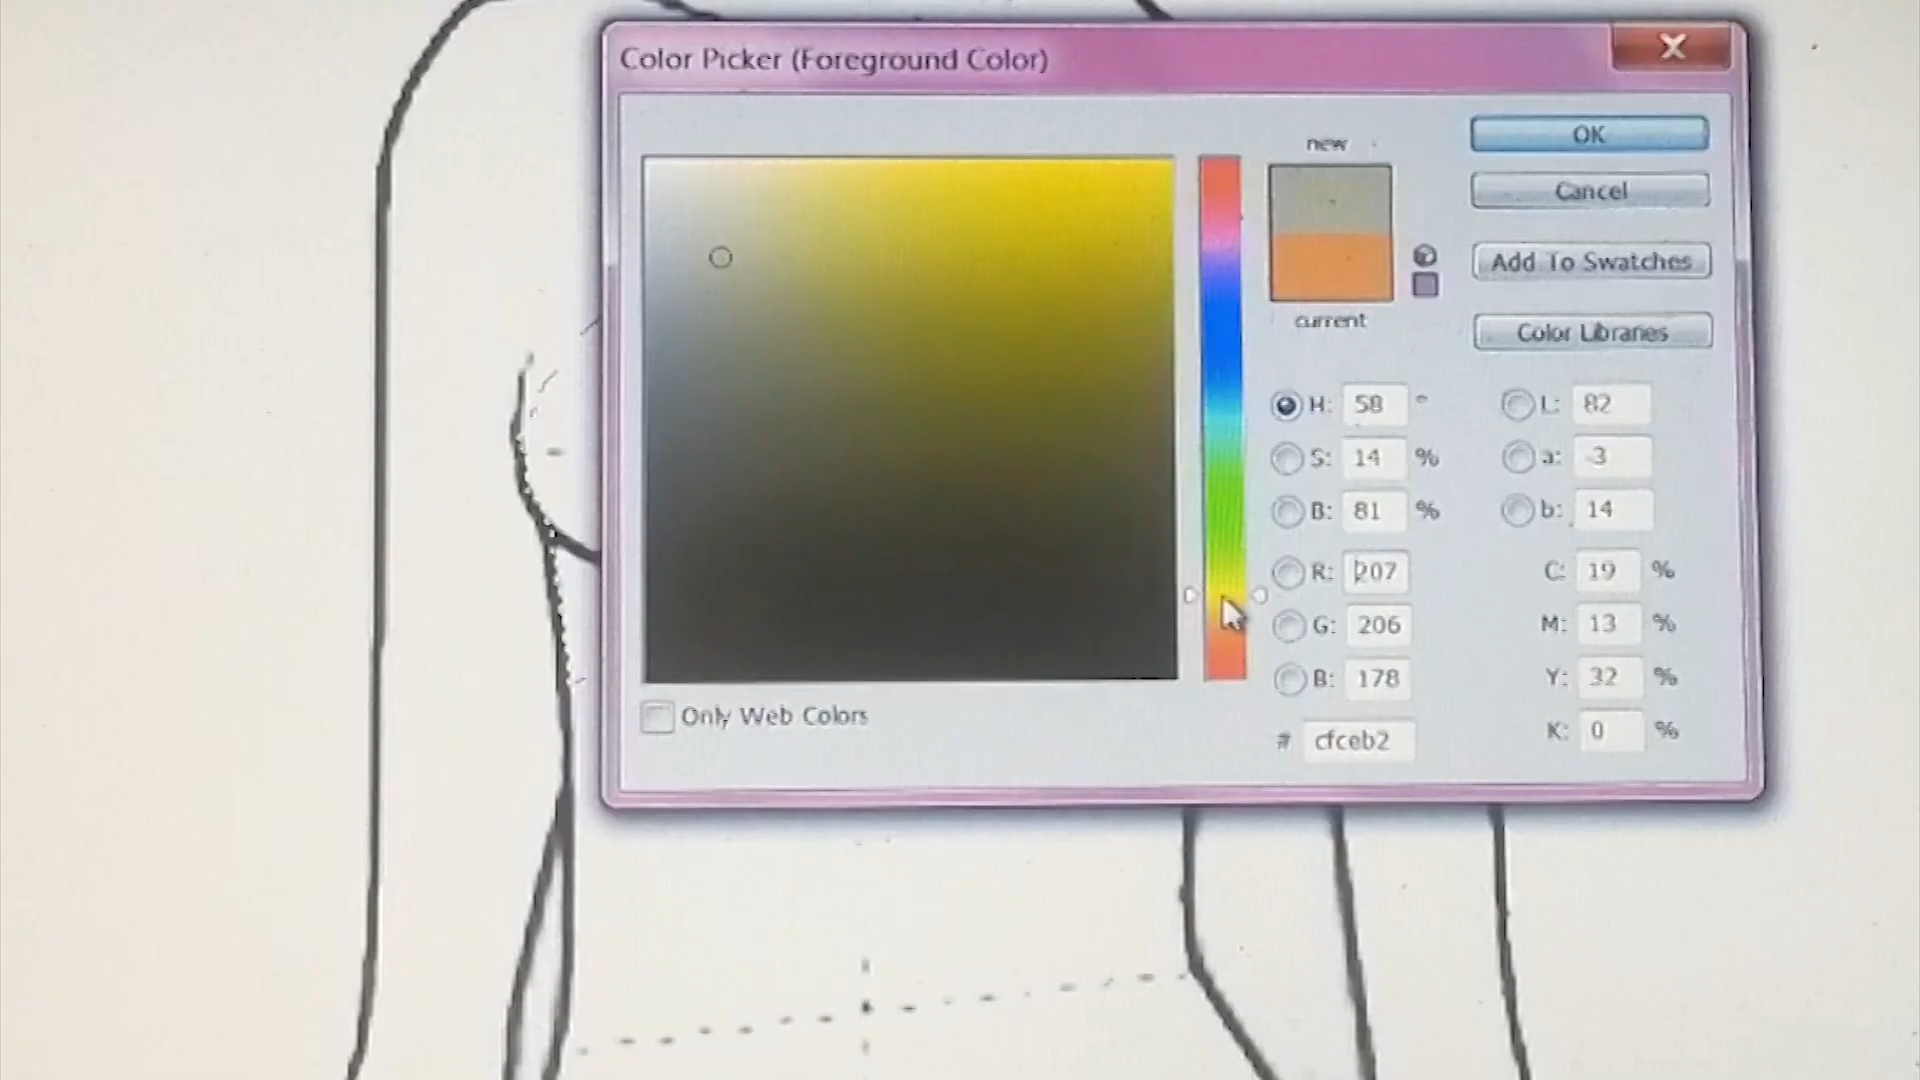 Color Picker (Foreground Color)
new
OK
Cancel
Add To Swatches
current
Color Libraries
H: 58 °
L: 82
S: 14 %
a: -3
B: 81 %
b: 14
R: 207
C: 19 %
G: 206
M: 13 %
B: 178
Y: 32 %
Only Web Colors
# cfceb2
K: 0 %